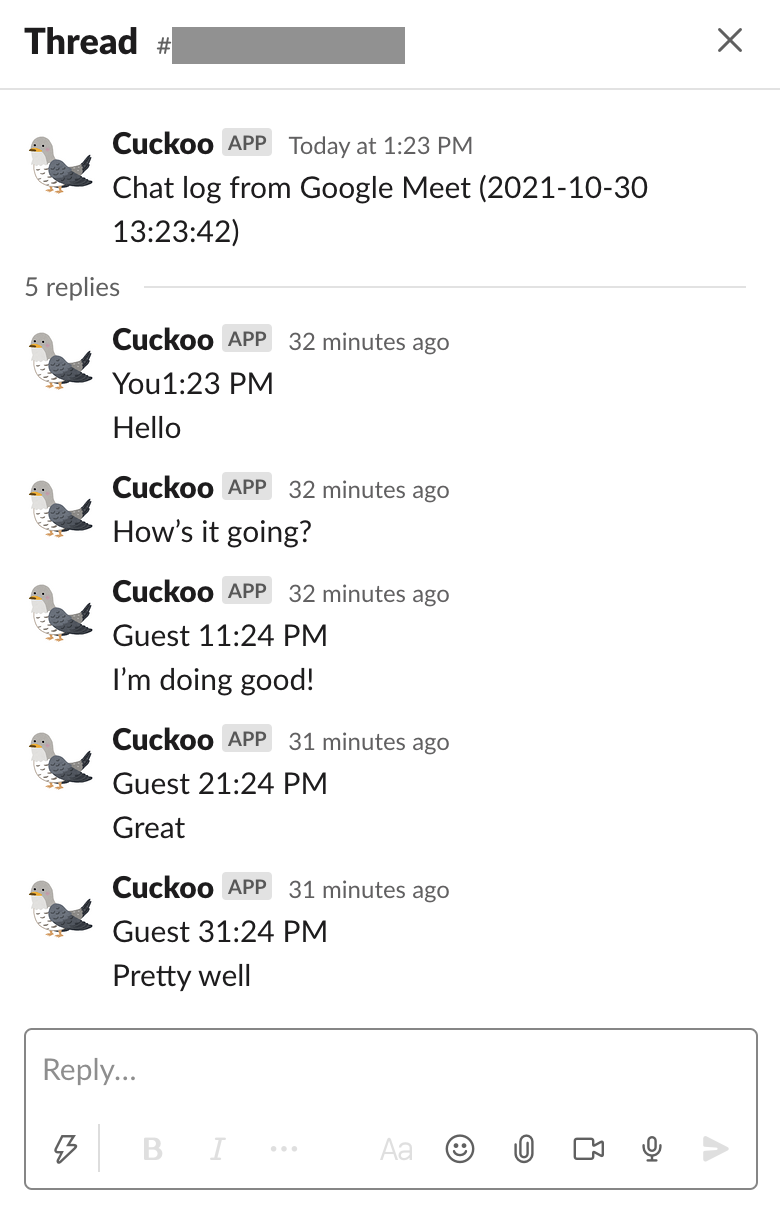 Thread #
Cuckoo APP Today at 1:23 PM
Chat log from Google Meet (2021-10-30
13:23:42)
5 replies
Cuckoo APP 32 minutes ago
You1:23 PM
Hello
Cuckoo APP 32 minutes ago
How’s it going?
Cuckoo APP 32 minutes ago
Guest 11:24 PM
I’m doing good!
Cuckoo APP 31 minutes ago
Guest 21:24 PM
Great
Cuckoo APP 31 minutes ago
Guest 31:24 PM
Pretty well
Reply…
B I Aa